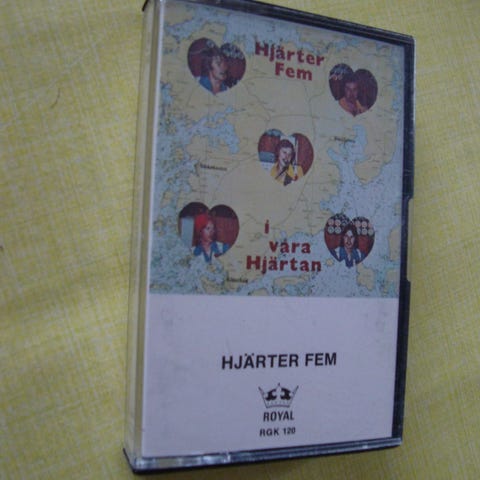 Hjärter
Fem
i
våra
Hjärtan
HJÄRTER FEM
ROYAL
RGK 120